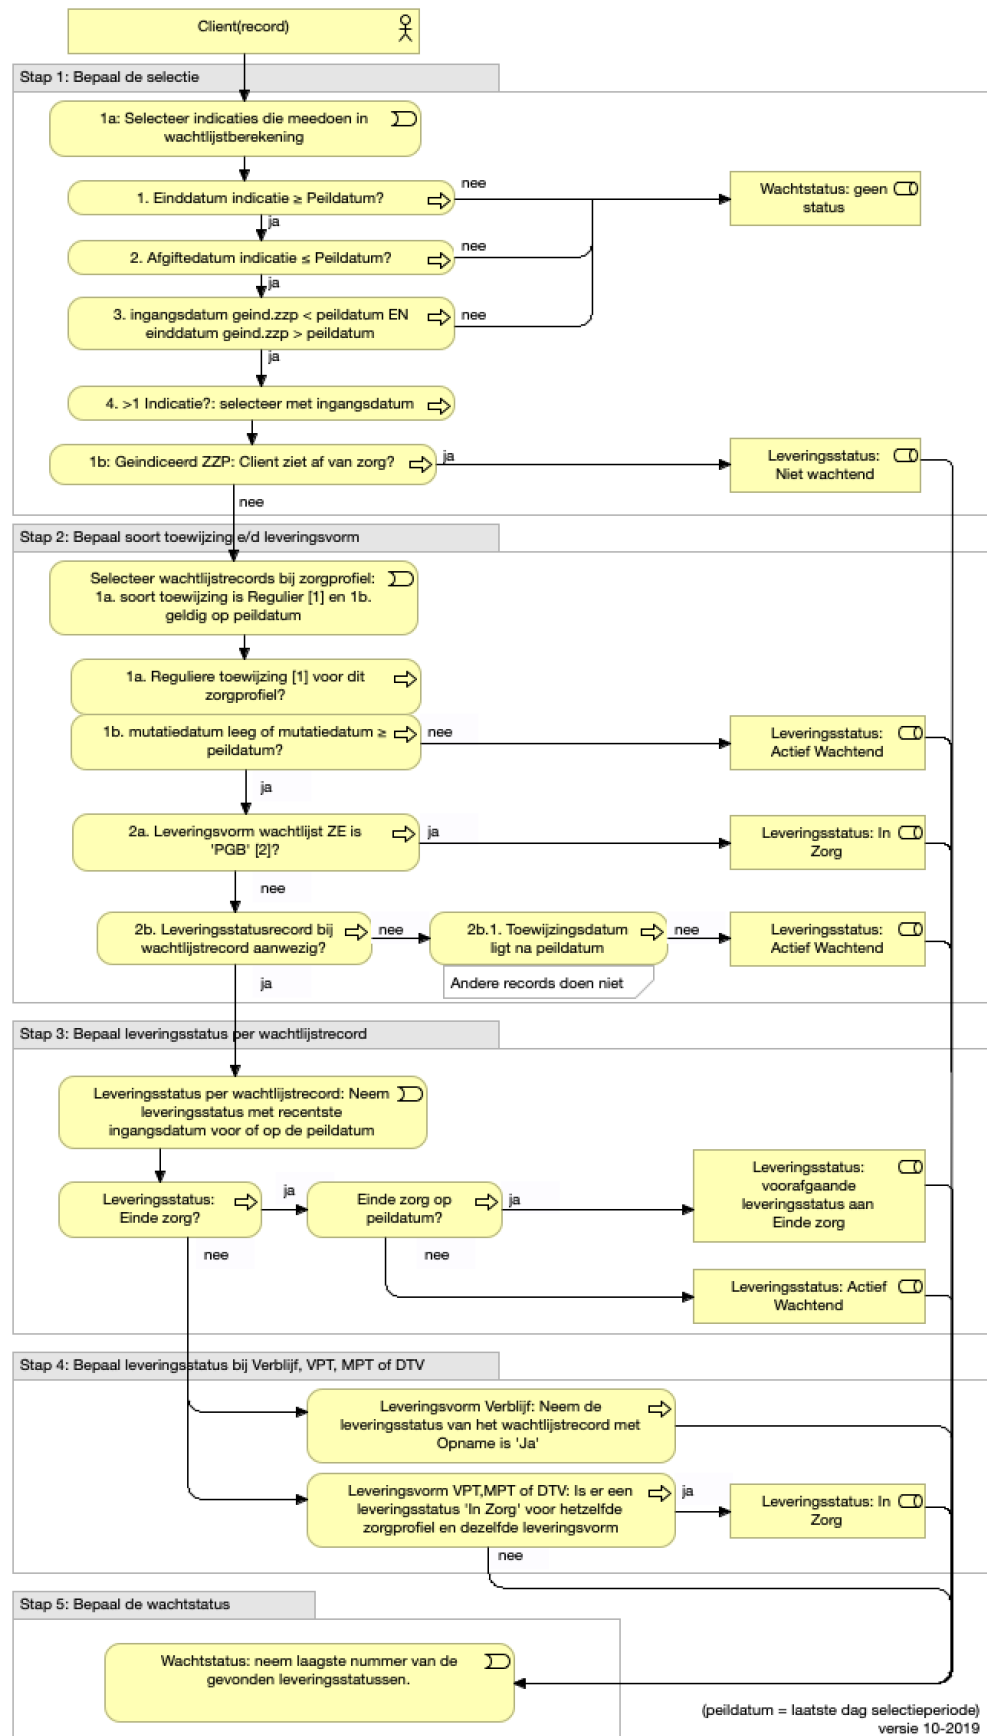 Client(record)
Stap 1: Bepaal de selectie
1a: Selecteer indicaties die meedoen in
wachtlijstberekening
1. Einddatum indicatie ≥ Peildatum?
nee
Wachtstatus: geen
status
ja
2. Afgiftedatum indicatie ≤ Peildatum?
nee
ja
3. ingangsdatum geind.zzp < peildatum EN
einddatum geind.zzp > peildatum
nee
ja
4. >1 Indicatie?: selecteer met ingangsdatum
1b: Geindiceerd ZZP: Client ziet af van zorg?
ja
Leveringsstatus:
Niet wachtend
nee
Stap 2: Bepaal soort toewijzing e/d leveringsvorm
Selecteer wachtlijstrecords bij zorgprofiel:
1a. soort toewijzing is Regulier [1] en 1b.
geldig op peildatum
1a. Reguliere toewijzing [1] voor dit
zorgprofiel?
1b. mutatiedatum leeg of mutatiedatum ≥
peildatum?
nee
Leveringsstatus:
Actief Wachtend
ja
2a. Leveringsvorm wachtlijst ZE is
'PGB' [2]?
ja
Leveringsstatus: In
Zorg
nee
2b. Leveringsstatusrecord bij
wachtlijstrecord aanwezig?
nee
2b.1. Toewijzingsdatum
ligt na peildatum
nee
Leveringsstatus:
Actief Wachtend
Andere records doen niet
ja
Stap 3: Bepaal leveringsstatus per wachtlijstrecord
Leveringsstatus per wachtlijstrecord: Neem
leveringsstatus met recentste
ingangsdatum voor of op de peildatum
Leveringsstatus:
Einde zorg?
ja
Einde zorg op
peildatum?
ja
Leveringsstatus:
voorafgaande
leveringsstatus aan
Einde zorg
nee
nee
Leveringsstatus: Actief
Wachtend
Stap 4: Bepaal leveringsstatus bij Verblijf, VPT, MPT of DTV
Leveringsvorm Verblijf: Neem de
leveringsstatus van het wachtlijstrecord met
Opname is 'Ja'
Leveringsvorm VPT,MPT of DTV: Is er een
leveringsstatus 'In Zorg' voor hetzelfde
zorgprofiel en dezelfde leveringsvorm
ja
Leveringsstatus: In
Zorg
nee
Stap 5: Bepaal de wachtstatus
Wachtstatus: neem laagste nummer van de
gevonden leveringsstatussen.
(peildatum = laatste dag selectieperiode)
versie 10-2019